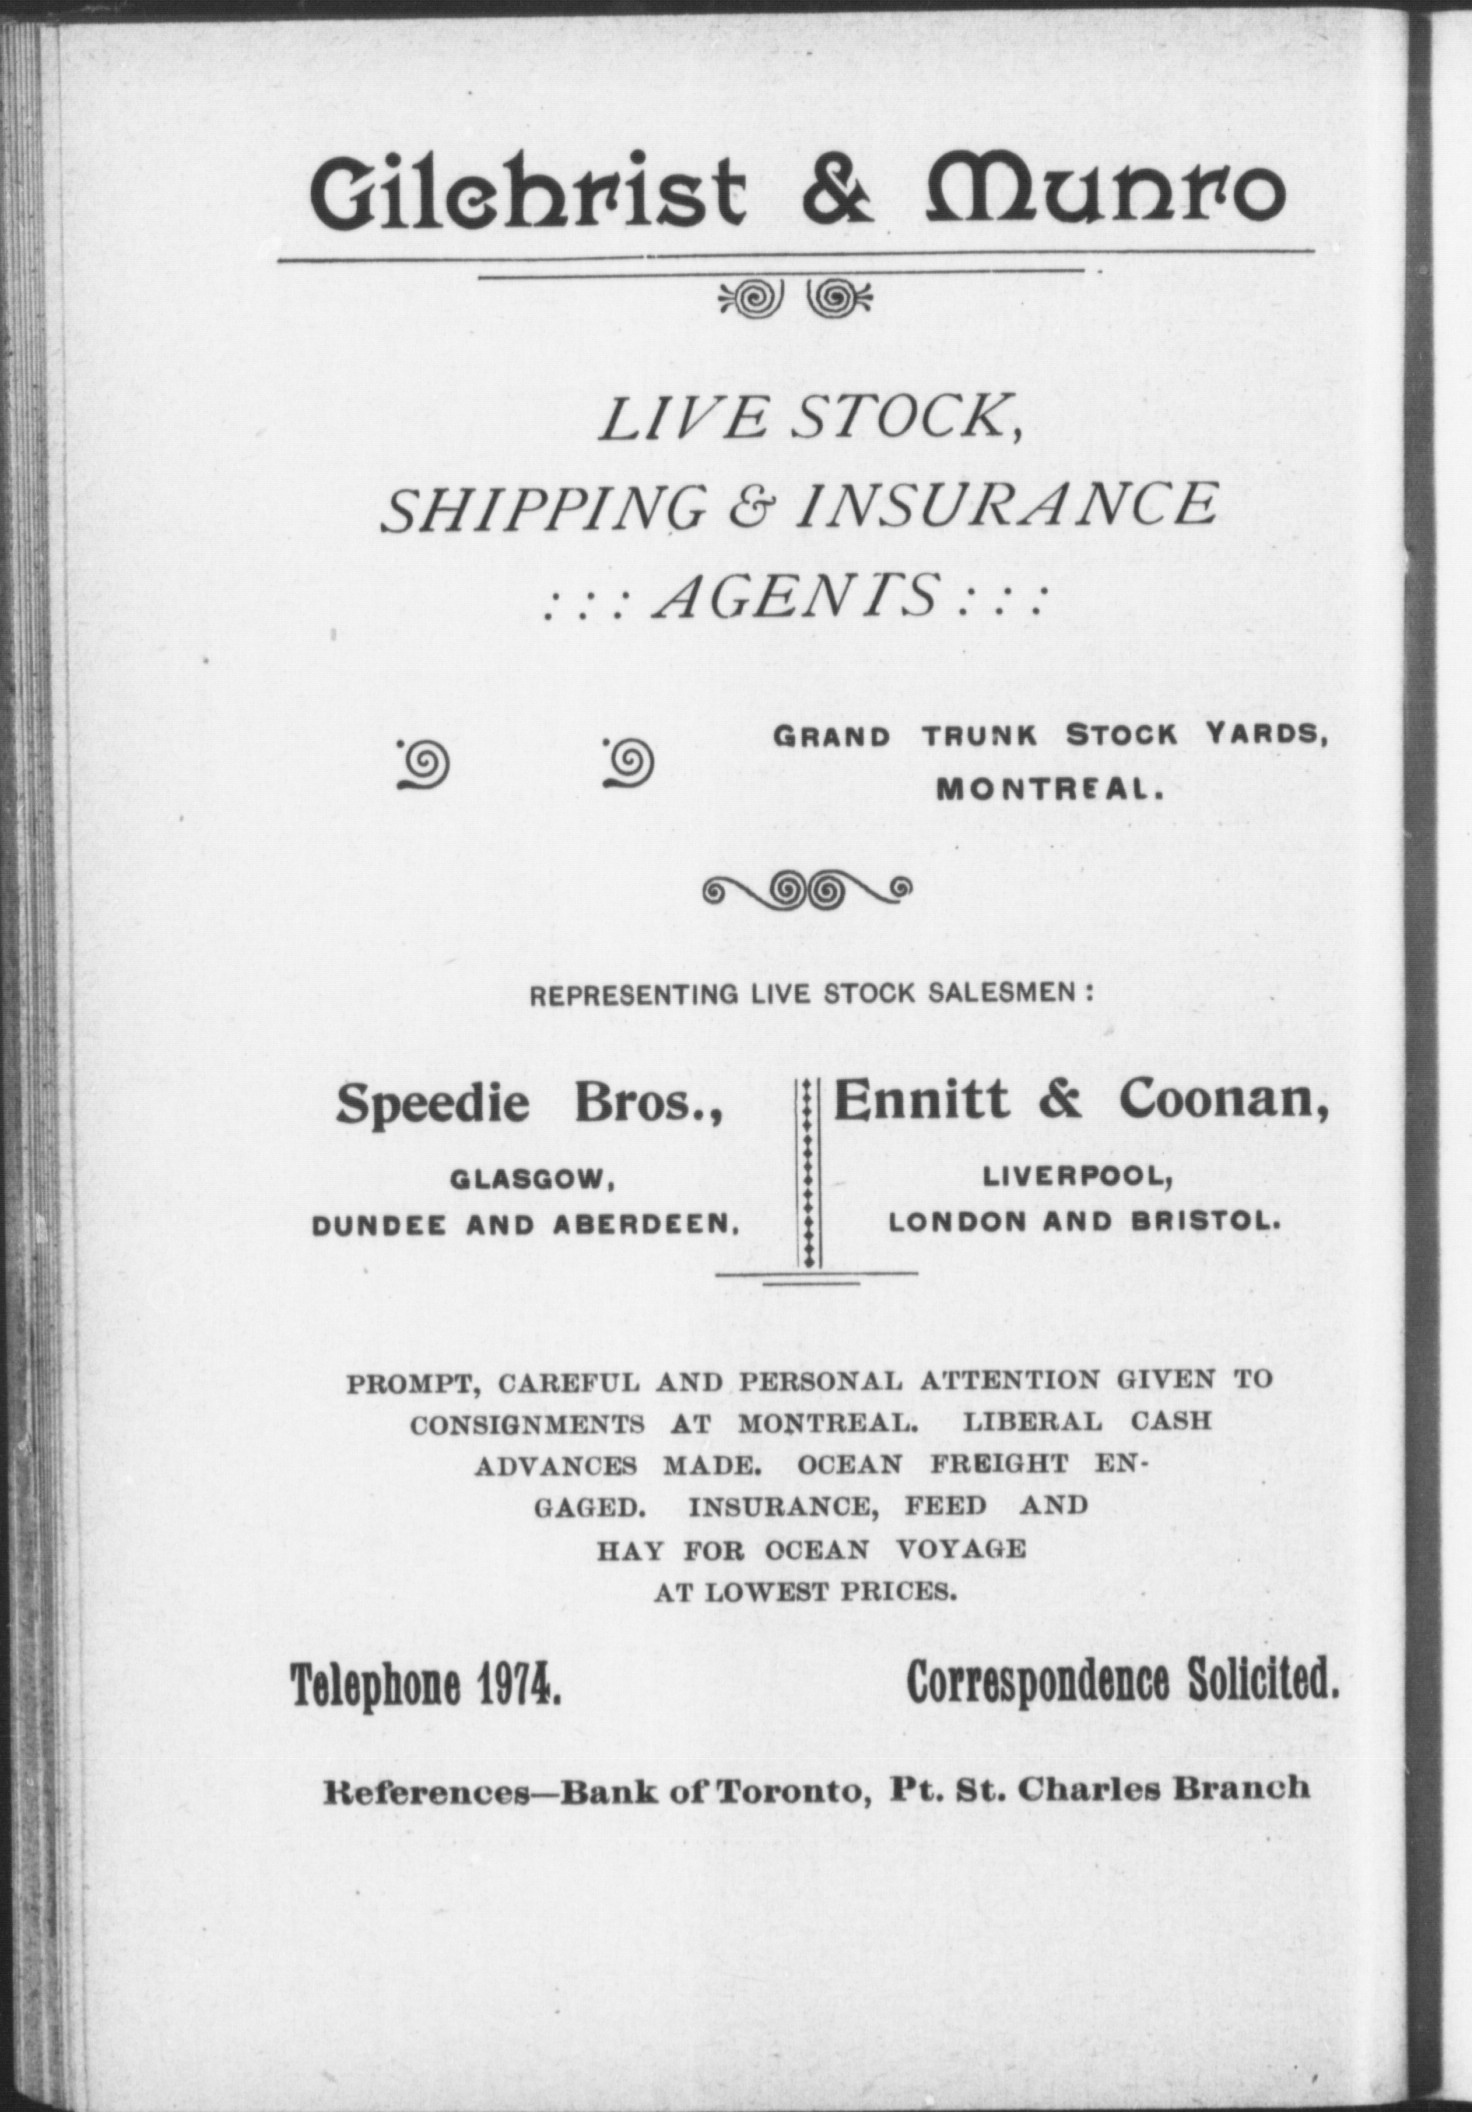 Gilchrist & Munro
LIVE STOCK,
SHIPPING & INSURANCE
: : : AGENTS : : :
GRAND TRUNK STOCK YARDS,
MONTREAL.
REPRESENTING LIVE STOCK SALESMEN :
Speedie Bros.,
GLASGOW,
DUNDEE AND ABERDEEN.
Ennitt & Coonan,
LIVERPOOL,
LONDON AND BRISTOL.
PROMPT, CAREFUL AND PERSONAL ATTENTION GIVEN TO
CONSIGNMENTS AT MONTREAL. LIBERAL CASH
ADVANCES MADE. OCEAN FREIGHT EN-
GAGED. INSURANCE, FEED AND
HAY FOR OCEAN VOYAGE
AT LOWEST PRICES.
Telephone 1974.
Correspondence Solicited.
References—Bank of Toronto, Pt. St. Charles Branch